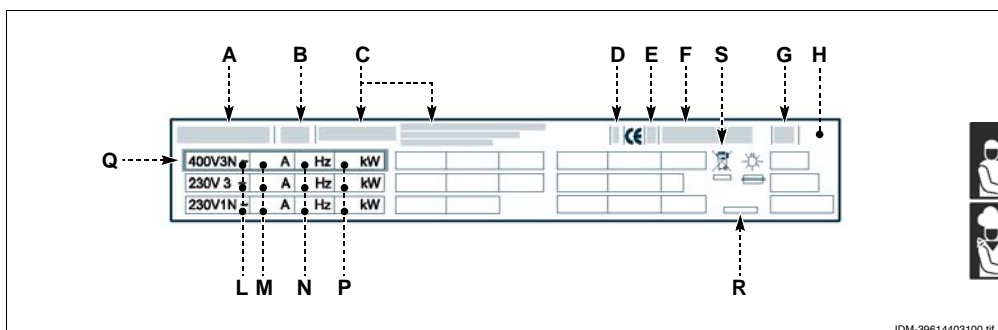 A B C D E F S G H
CE
Q
400V3N~ A Hz kW
230V 3 ~ A Hz kW
230V1N~ A Hz kW
L M N P R
IDM-39614403100.tif